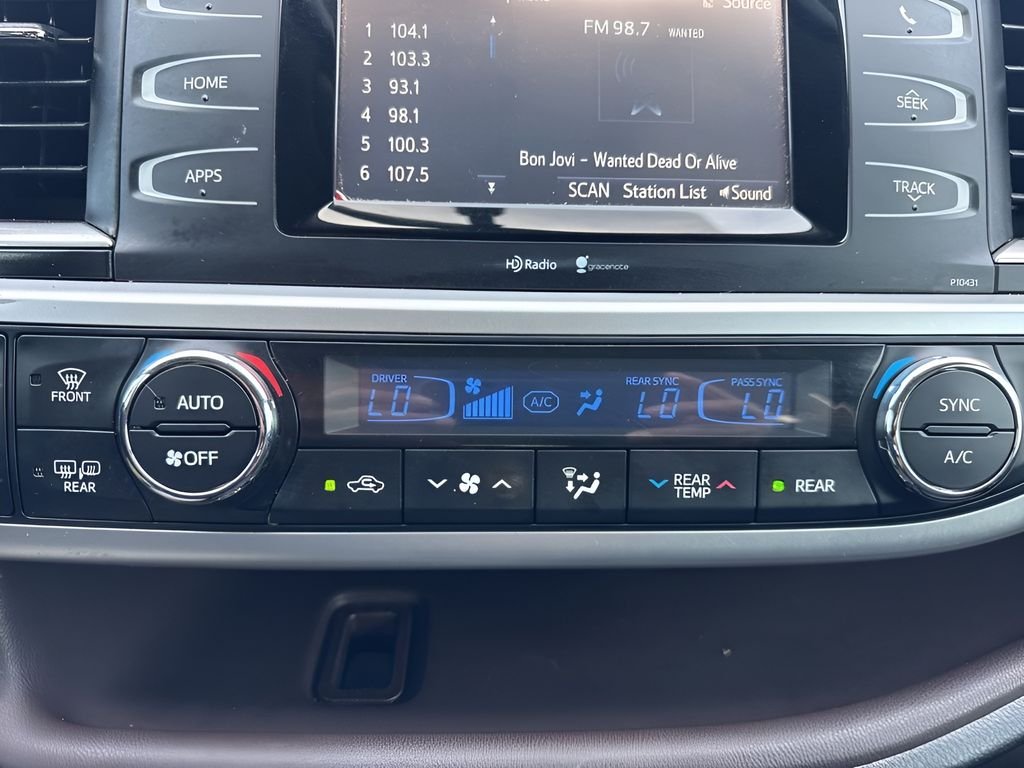 Source
1 104.1
FM 98.7 WANTED
2 103.3
3 93.1
4 98.1
5 100.3
Bon Jovi – Wanted Dead Or Alive
6 107.5
SCAN Station List Sound
HOME
APPS
SEEK
TRACK
HD Radio gracenote
P10431
FRONT
REAR
AUTO
OFF
DRIVER REAR SYNC PASS SYNC
LO A/C LO LO
SYNC
A/C
REAR
TEMP
REAR